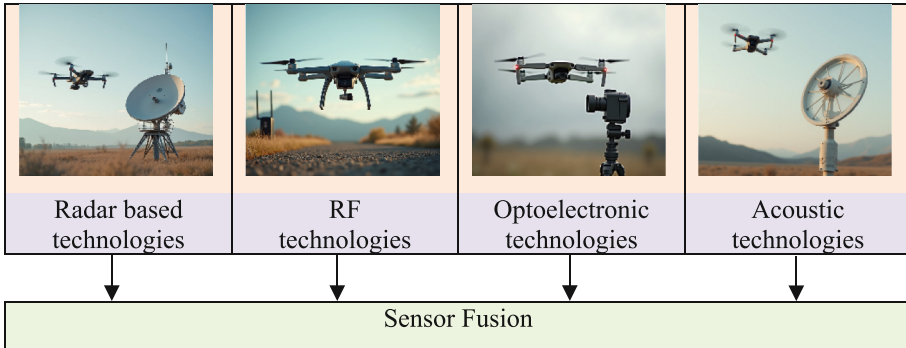 Radar based
technologies
RF
technologies
Optoelectronic
technologies
Acoustic
technologies
Sensor Fusion